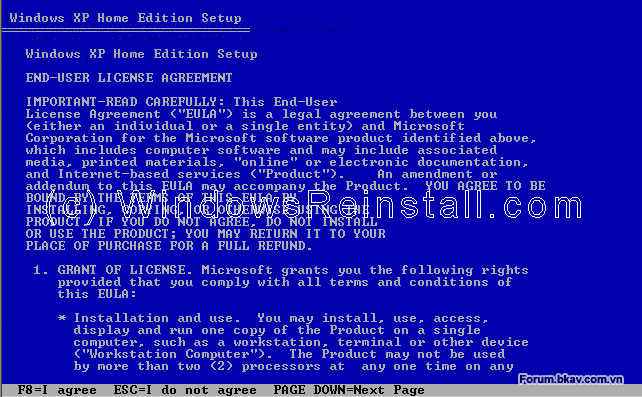 Windows XP Home Edition Setup
Windows XP Home Edition Setup
END-USER LICENSE AGREEMENT
IMPORTANT-READ CAREFULLY: This End-User
License Agreement ("EULA") is a legal agreement between you
(either an individual or a single entity) and Microsoft
Corporation for the Microsoft software product identified above,
which includes computer software and may include associated
media, printed materials, "online" or electronic documentation,
and Internet-based services ("Product").   An amendment or
addendum to this EULA may accompany the Product.  YOU AGREE TO BE
BOUND BY THE TERMS OF THIS EULA BY
INSTALLING, COPYING, OR OTHERWISE USING THE
PRODUCT. IF YOU DO NOT AGREE, DO NOT INSTALL
OR USE THE PRODUCT; YOU MAY RETURN IT TO YOUR
PLACE OF PURCHASE FOR A FULL REFUND.
(c) WindowsReinstall.com
1. GRANT OF LICENSE. Microsoft grants you the following rights
provided that you comply with all terms and conditions of
this EULA:
* Installation and use.  You may install, use, access,
display and run one copy of the Product on a single
computer, such as a workstation, terminal or other device
("Workstation Computer").  The Product may not be used
by more than two (2) processors at  any one time on any
F8=I agree  ESC=I do not agree  PAGE DOWN=Next Page
Forum.bkav.com.vn